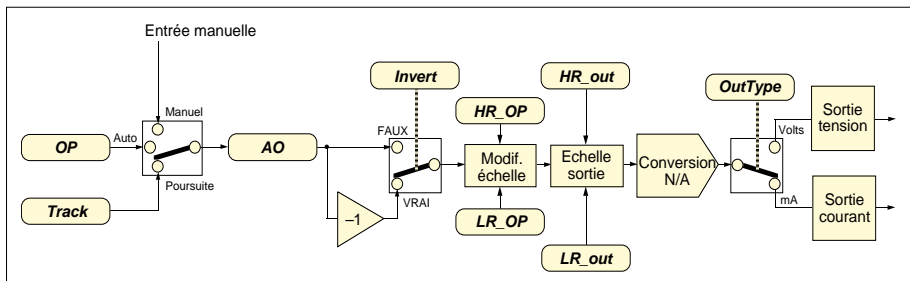 Entrée manuelle
Manuel
OP
Auto
Track
Poursuite
AO
Invert
FAUX
VRAI
–1
HR_OP
Modif.
échelle
LR_OP
HR_out
Echelle
sortie
LR_out
Conversion
N/A
OutType
Volts
mA
Sortie
tension
Sortie
courant